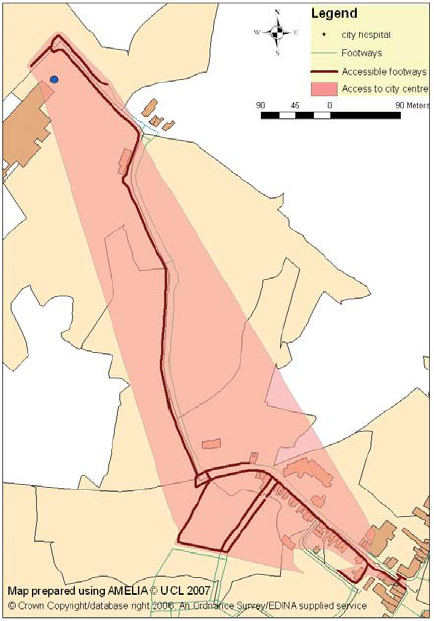 N
W E
S
Legend
city hospital
Footways
Accessible footways
Access to city centre
90 45 0 90 Meters
Map prepared using AMELIA © UCL 2007
© Crown Copyright/database right 2006. An Ordnance Survey/EDINA supplied service